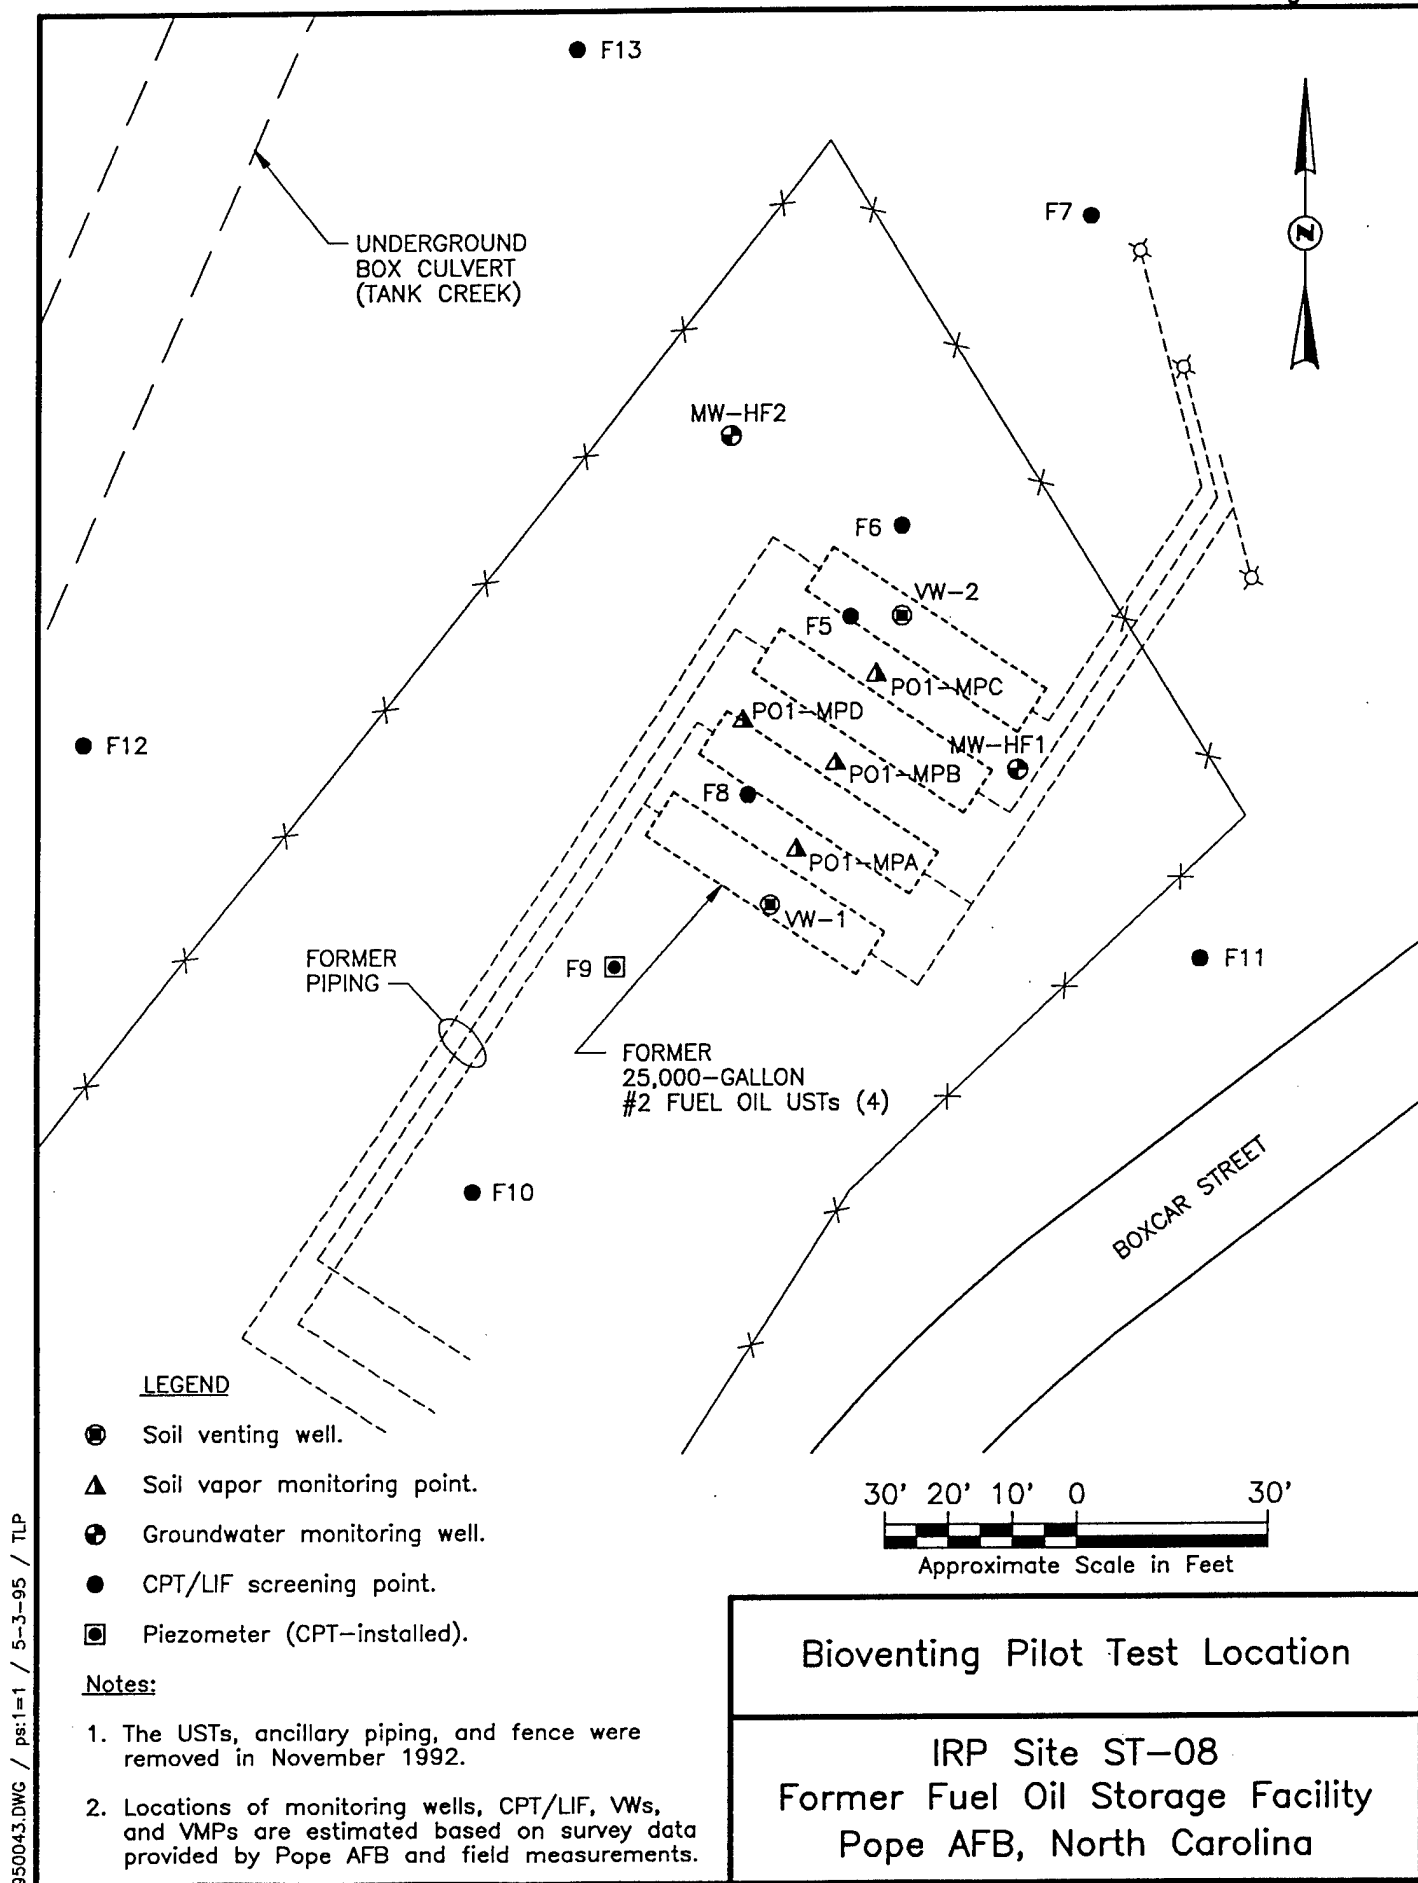 F13
F7
N
UNDERGROUND
BOX CULVERT
(TANK CREEK)
MW-HF2
F6
VW-2
F5
PO1-MPC
PO1-MPD
MW-HF1
F12
PO1-MPB
F8
PO1-MPA
VW-1
FORMER
PIPING
F9
F11
FORMER
25,000-GALLON
#2 FUEL OIL USTs (4)
F10
BOXCAR STREET
LEGEND
Soil venting well.
Soil vapor monitoring point.
Groundwater monitoring well.
CPT/LIF screening point.
Piezometer (CPT-installed).
30' 20' 10' 0 30'
Approximate Scale in Feet
Notes:
1. The USTs, ancillary piping, and fence were
removed in November 1992.
2. Locations of monitoring wells, CPT/LIF, VWs,
and VMPs are estimated based on survey data
provided by Pope AFB and field measurements.
Bioventing Pilot Test Location
IRP Site ST-08
Former Fuel Oil Storage Facility
Pope AFB, North Carolina
950043.DWG / ps:1=1 / 5-3-95 / TLP